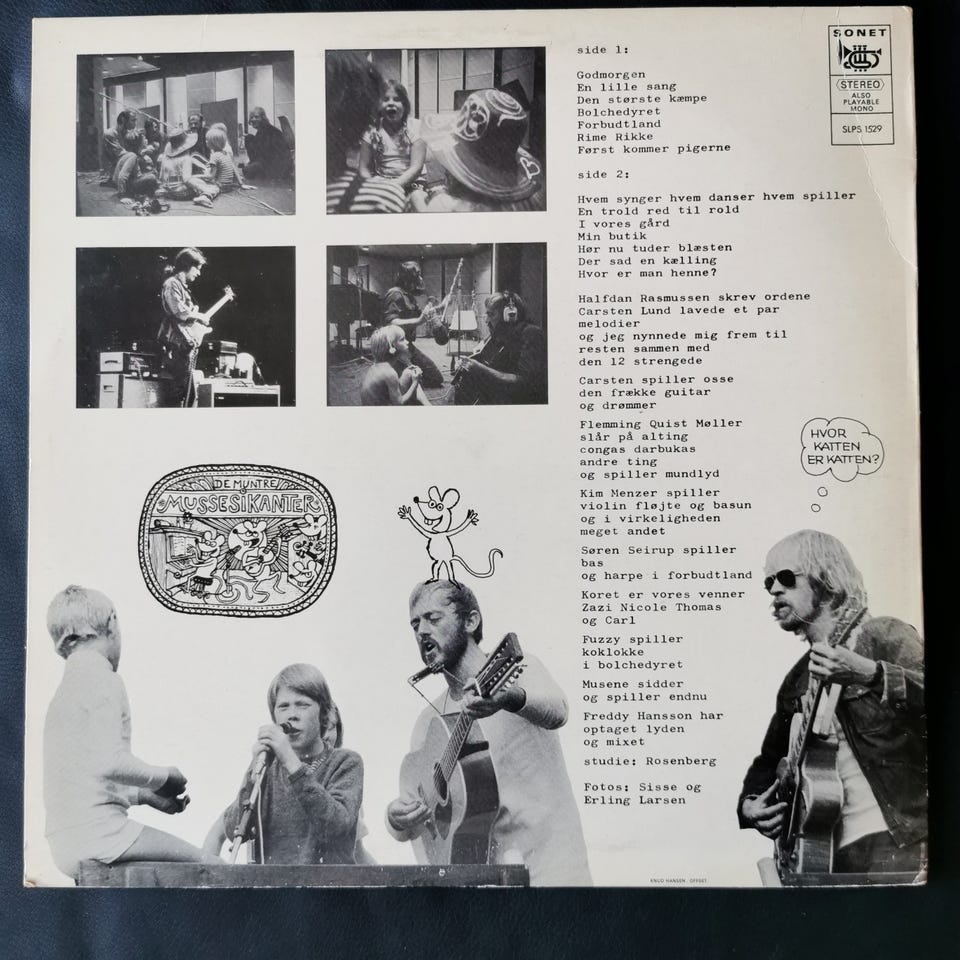 side 1:
Godmorgen
En lille sang
Den største kæmpe
Bolchedyret
Forbudtland
Rime Rikke
Først kommer pigerne
side 2:
Hvem synger hvem danser hvem spiller
En trold red til rold
I vores gård
Min butik
Hør nu tuder blæsten
Der sad en kælling
Hvor er man henne?
Halfdan Rasmussen skrev ordene
Carsten Lund lavede et par
melodier
og jeg nynnede mig frem til
resten sammen med
den 12 strengede
Carsten spiller osse
den frække guitar
og drømmer
Flemming Quist Møller
slår på alting
congas darbukas
andre ting
og spiller mundlyd
Kim Menzer spiller
violin fløjte og basun
og i virkeligheden
meget andet
Søren Seirup spiller
bas
og harpe i forbudtland
Koret er vores venner
Zazi Nicole Thomas
og Carl
Fuzzy spiller
koklokke
i bolchedyret
Musene sidder
og spiller endnu
Freddy Hansson har
optaget lyden
og mixet
studie: Rosenberg
Fotos: Sisse og
Erling Larsen
SONET
STEREO
ALSO
PLAYABLE
MONO
SLPS 1529
HVOR
KATTEN
ER KATTEN?
DE MUNTRE
MUSSESIKANTER
KNUD HANSEN. OFFSET.